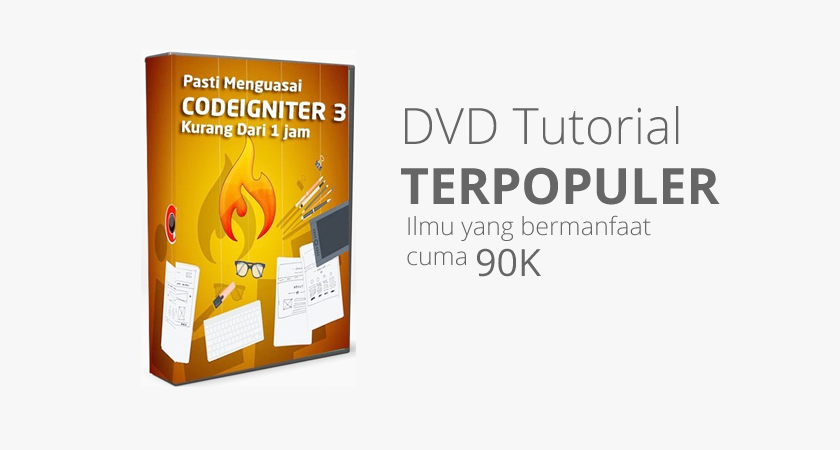 Pasti Menguasai
CODEIGNITER 3
Kurang Dari 1 jam
DVD Tutorial
TERPOPULER
Ilmu yang bermanfaat
cuma 90K